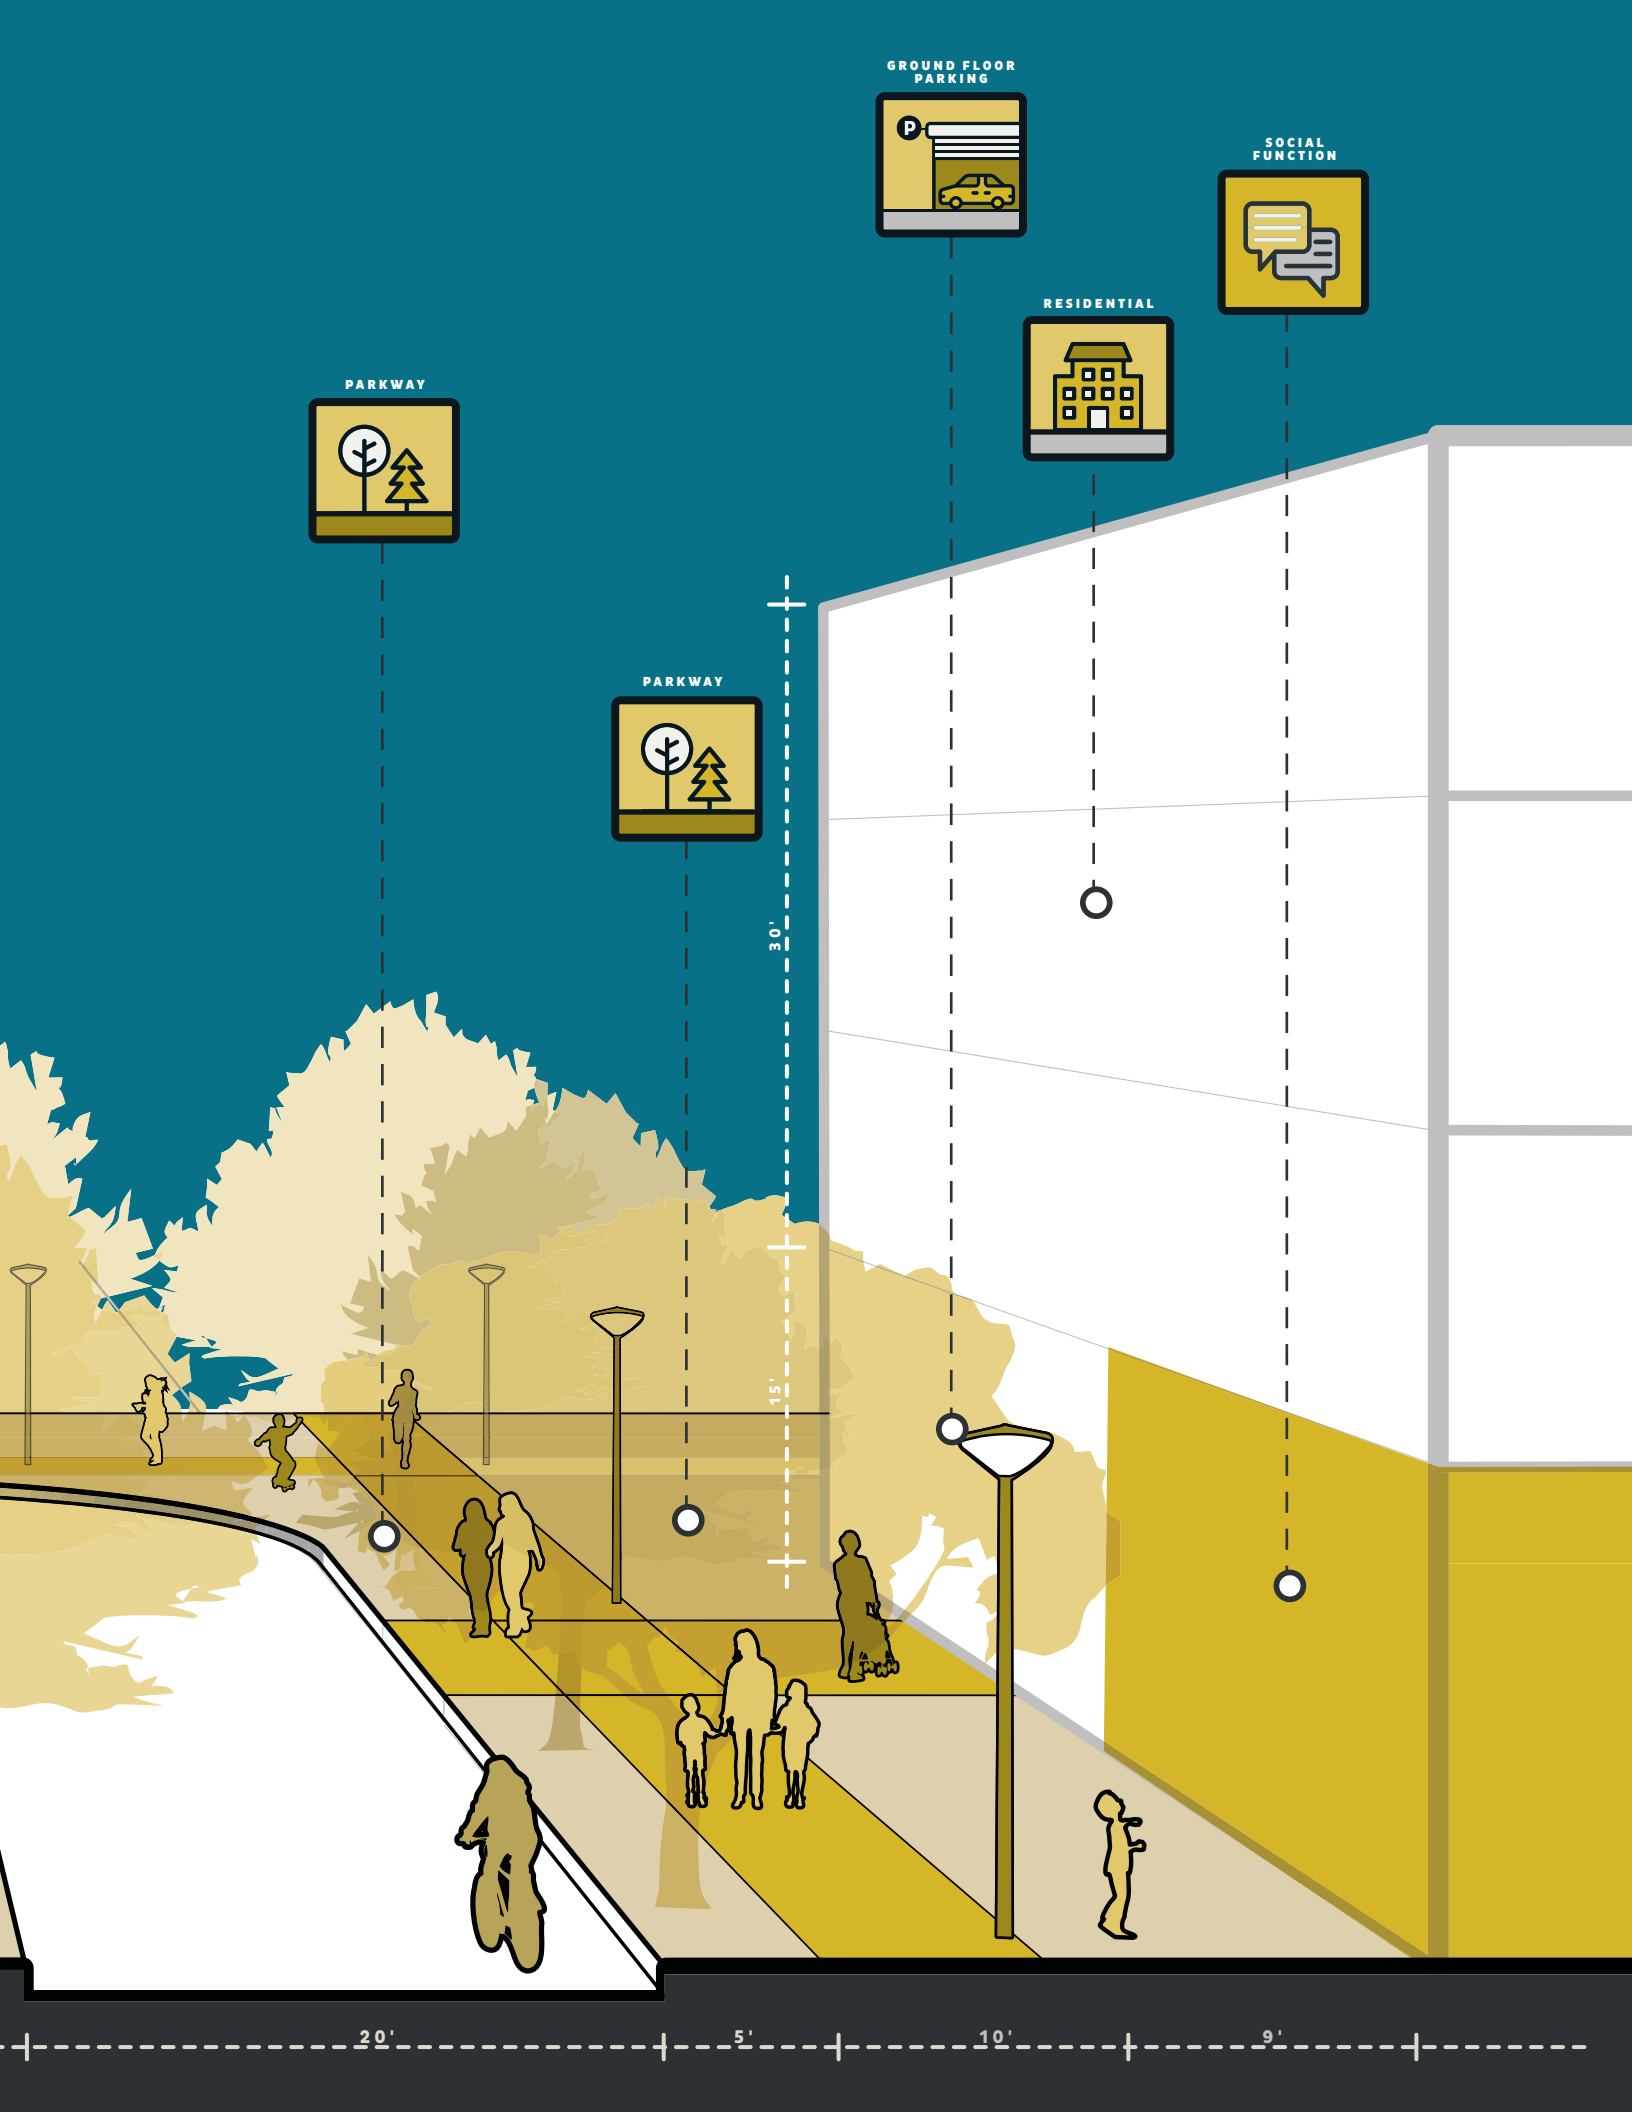 GROUND FLOOR
PARKING
P
SOCIAL
FUNCTION
RESIDENTIAL
PARKWAY
PARKWAY
30'
15'
20'
5'
10'
9'